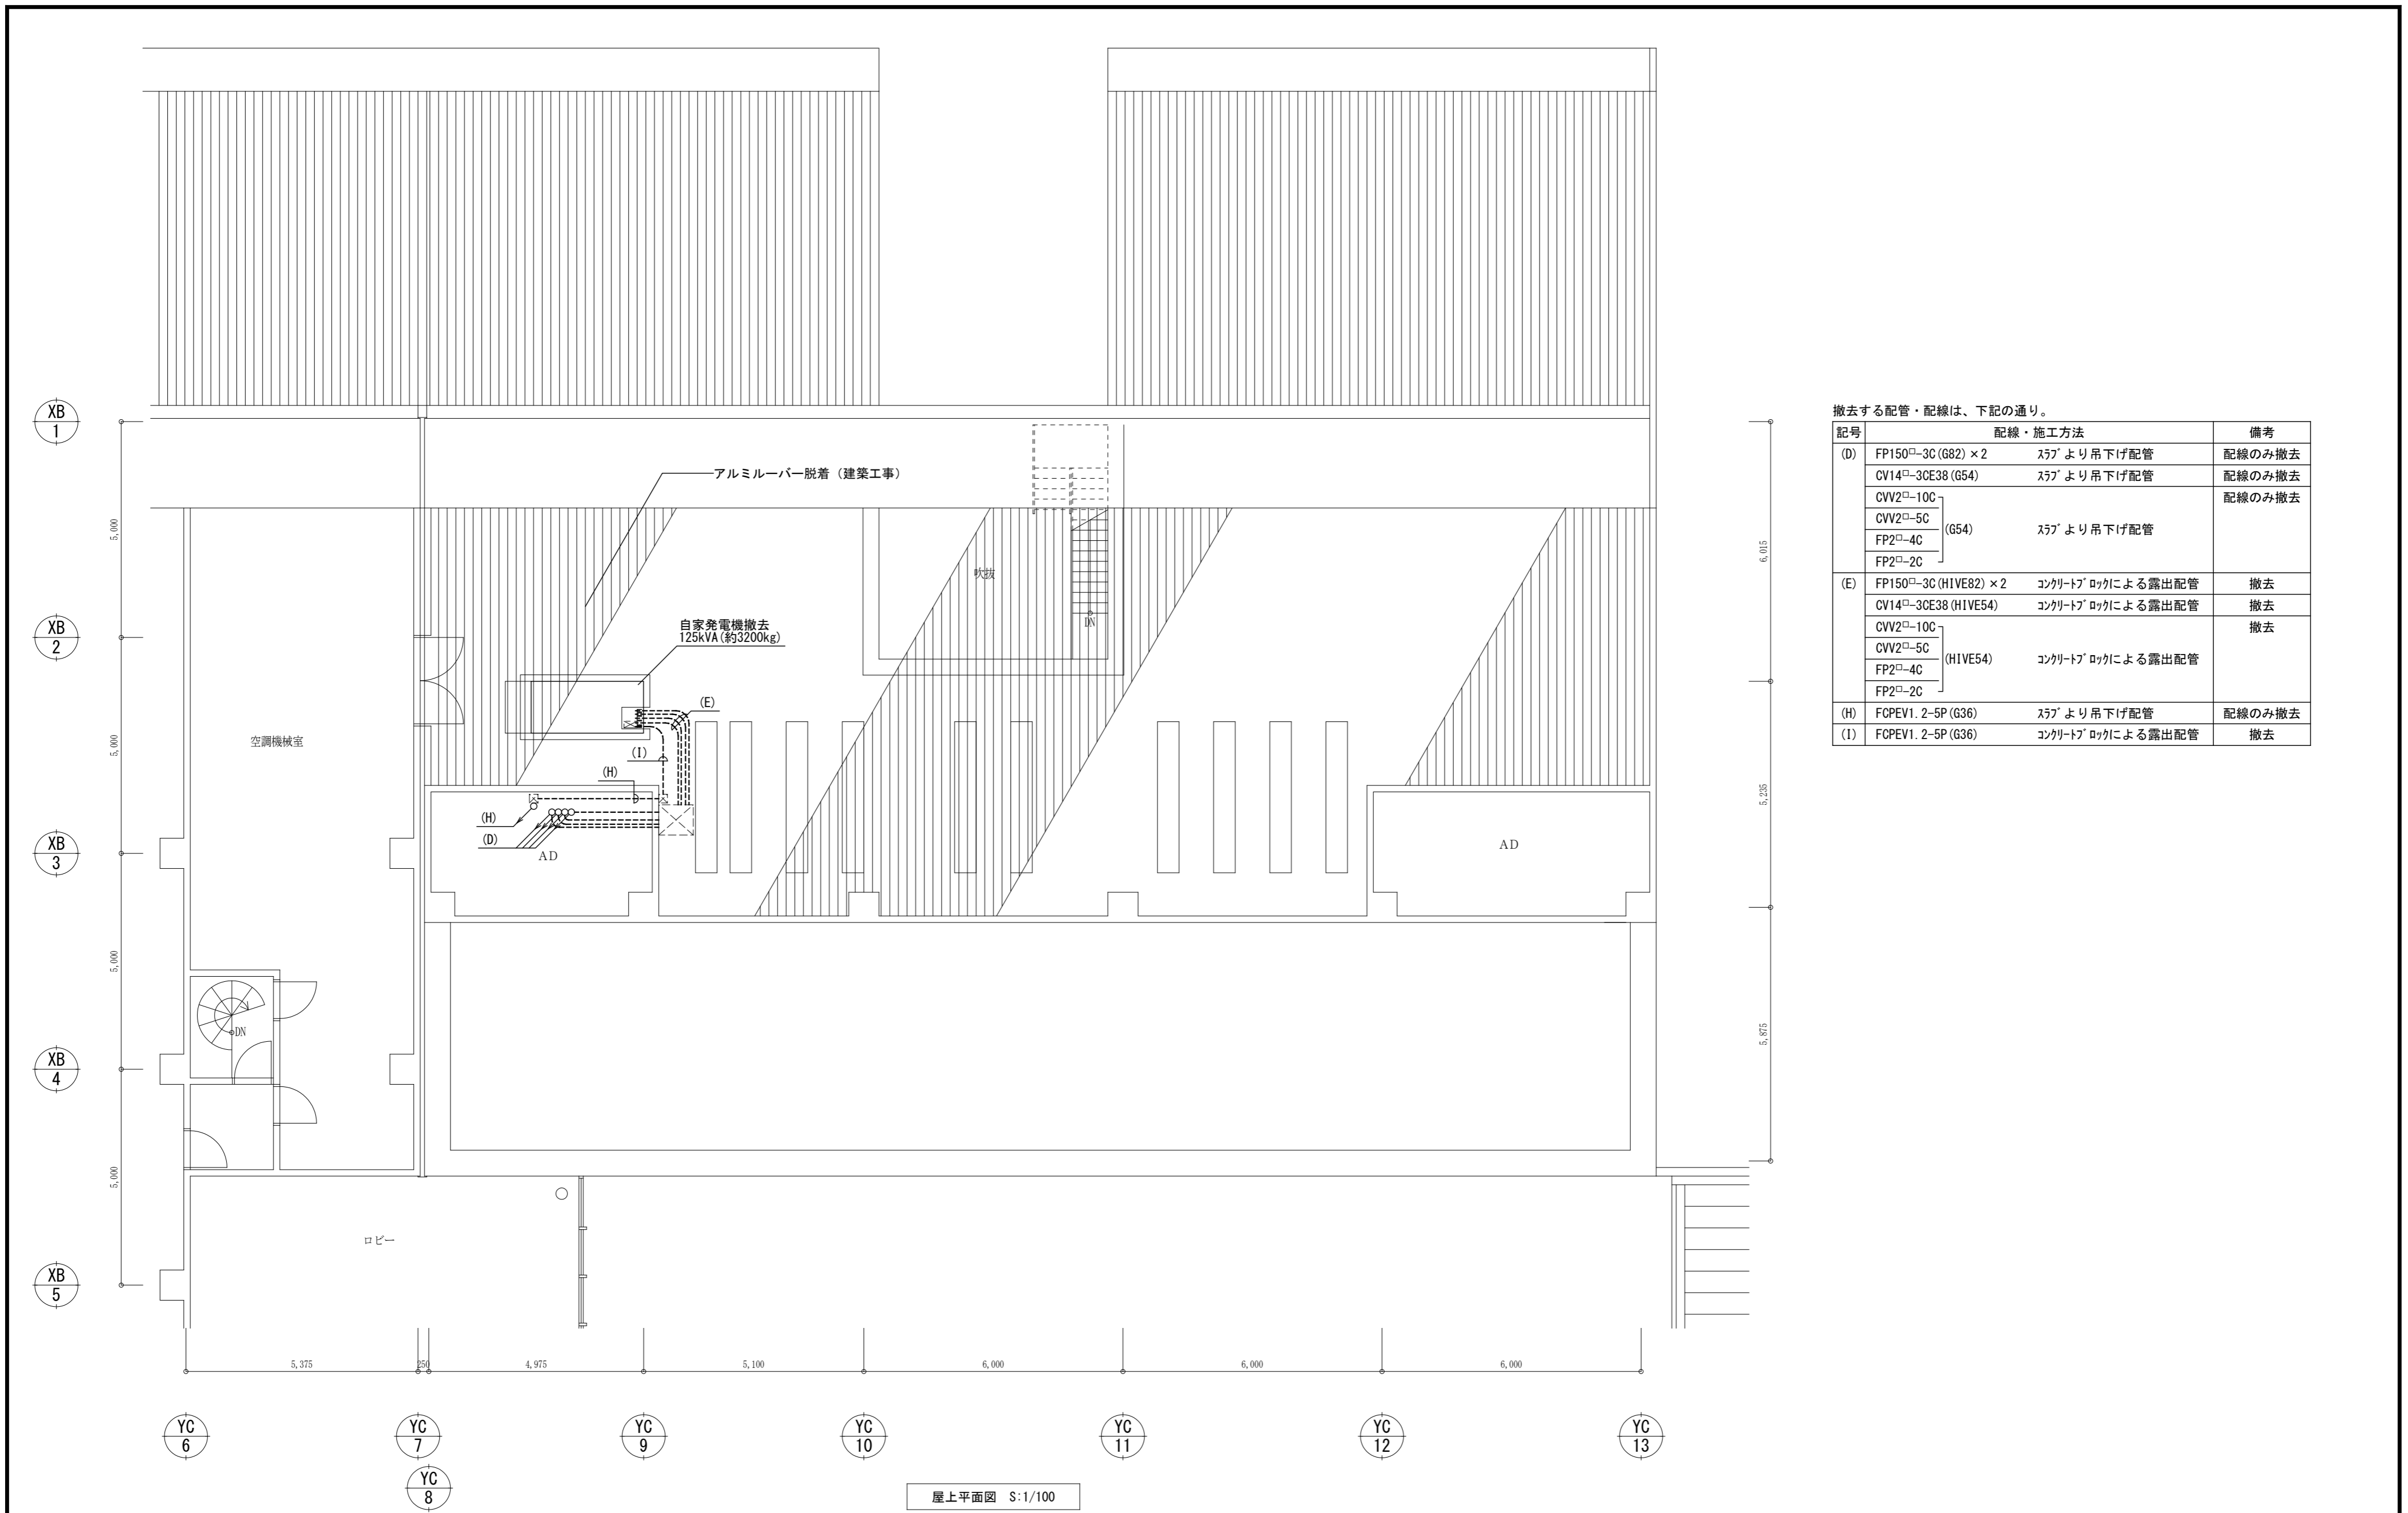 アルミルーバー脱着（建築工事）
吹抜
DN
自家発電機撤去
125kVA(約3200kg)
(E)
(I)
(H)
(H)
(D)
AD
AD
空調機械室
DN
ロビー
XB
1
XB
2
XB
3
XB
4
XB
5
5,000
5,000
5,000
5,000
6,015
5,235
5,875
5,375
250
4,975
5,100
6,000
6,000
6,000
YC
6
YC
7
YC
8
YC
9
YC
10
YC
11
YC
12
YC
13
屋上平面図 S:1/100
撤去する配管・配線は、下記の通り。
記号 配線・施工方法 備考
(D) FP150□-3C(G82)×2 ｽﾗﾌﾞより吊下げ配管 配線のみ撤去
CV14□-3CE38(G54) ｽﾗﾌﾞより吊下げ配管 配線のみ撤去
CVV2□-10C 配線のみ撤去
CVV2□-5C
(G54) ｽﾗﾌﾞより吊下げ配管
FP2□-4C
FP2□-2C
(E) FP150□-3C(HIVE82)×2 ｺﾝｸﾘｰﾄﾌﾞﾛｯｸによる露出配管 撤去
CV14□-3CE38(HIVE54) ｺﾝｸﾘｰﾄﾌﾞﾛｯｸによる露出配管 撤去
CVV2□-10C 撤去
CVV2□-5C
(HIVE54) ｺﾝｸﾘｰﾄﾌﾞﾛｯｸによる露出配管
FP2□-4C
FP2□-2C
(H) FCPEV1.2-5P(G36) ｽﾗﾌﾞより吊下げ配管 配線のみ撤去
(I) FCPEV1.2-5P(G36) ｺﾝｸﾘｰﾄﾌﾞﾛｯｸによる露出配管 撤去